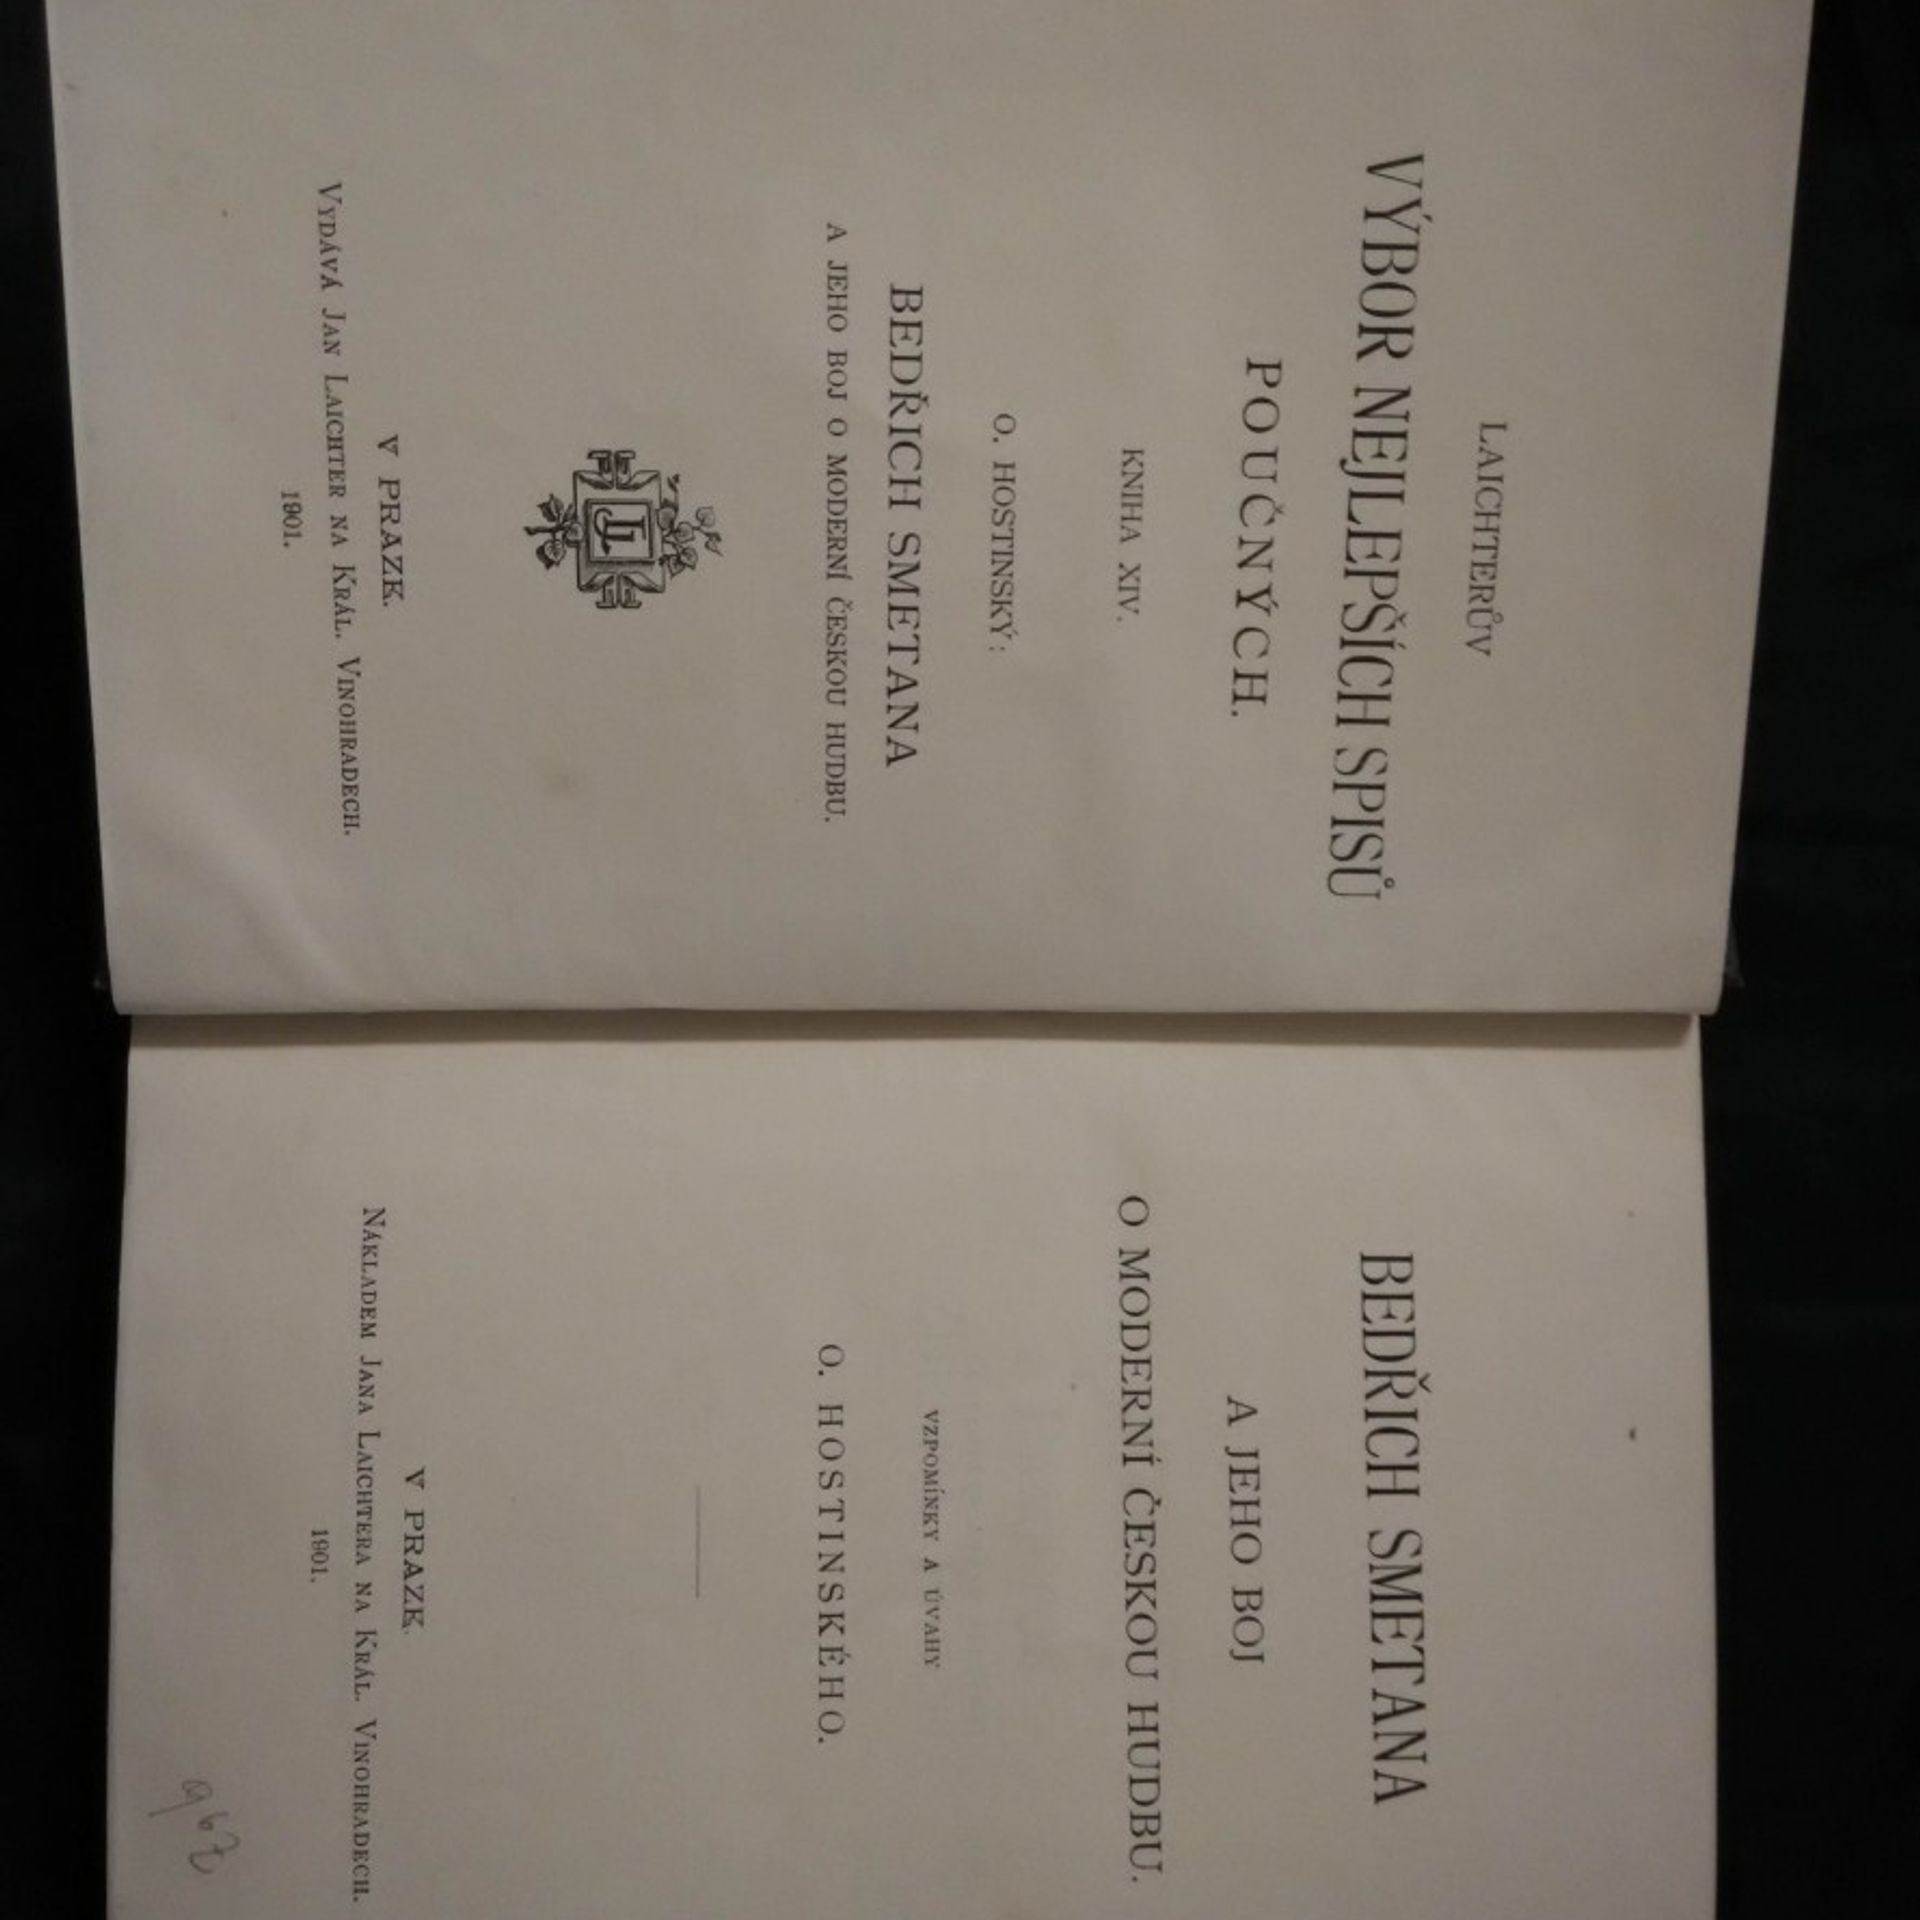 LAICHTERŮV
VÝBOR NEJLEPŠÍCH SPISŮ
POUČNÝCH.
KNIHA XIV.
O. HOSTINSKÝ:
BEDŘICH SMETANA
A JEHO BOJ O MODERNÍ ČESKOU HUDBU.
V PRAZE.
VYDÁVÁ JAN LAICHTER NA KRÁL. VINOHRADECH.
1901.
BEDŘICH SMETANA
A JEHO BOJ
O MODERNÍ ČESKOU HUDBU.
VZPOMÍNKY A ÚVAHY
O. HOSTINSKÉHO.
V PRAZE.
NÁKLADEM JANA LAICHTERA NA KRÁL. VINOHRADECH.
1901.